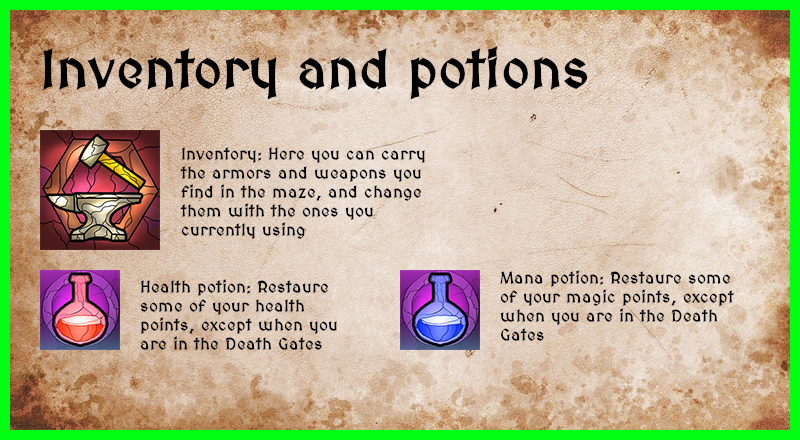 Inventory and potions
Inventory: Here you can carry
the armors and weapons you
find in the maze, and change
them with the ones you
currently using
Health potion: Restaure
some of your health
points, except when you
are in the Death Gates
Mana potion: Restaure some
of your magic points, except
when you are in the Death
Gates